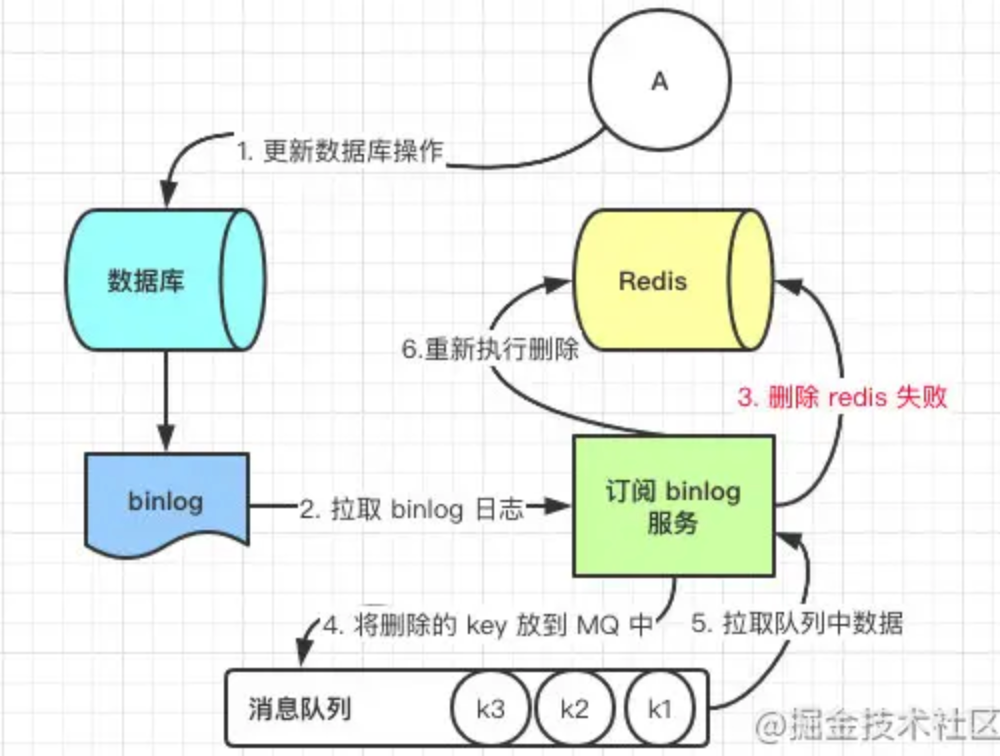 A
1. 更新数据库操作
数据库
Redis
6.重新执行删除
3. 删除 redis 失败
binlog
2. 拉取 binlog 日志
订阅 binlog
服务
4. 将删除的 key 放到 MQ 中
5. 拉取队列中数据
消息队列
k3
k2
k1
@掘金技术社区